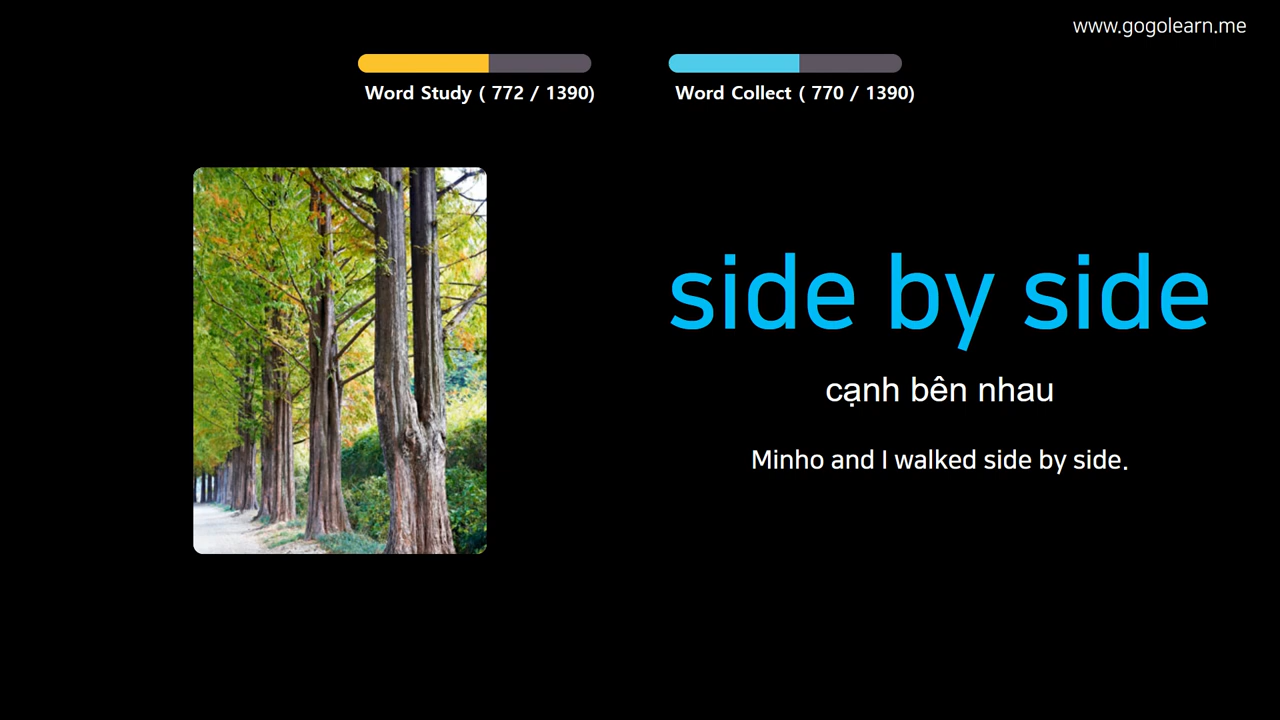 www.gogolearn.me
Word Study ( 772 / 1390)
Word Collect ( 770 / 1390)
side by side
cạnh bên nhau
Minho and I walked side by side.